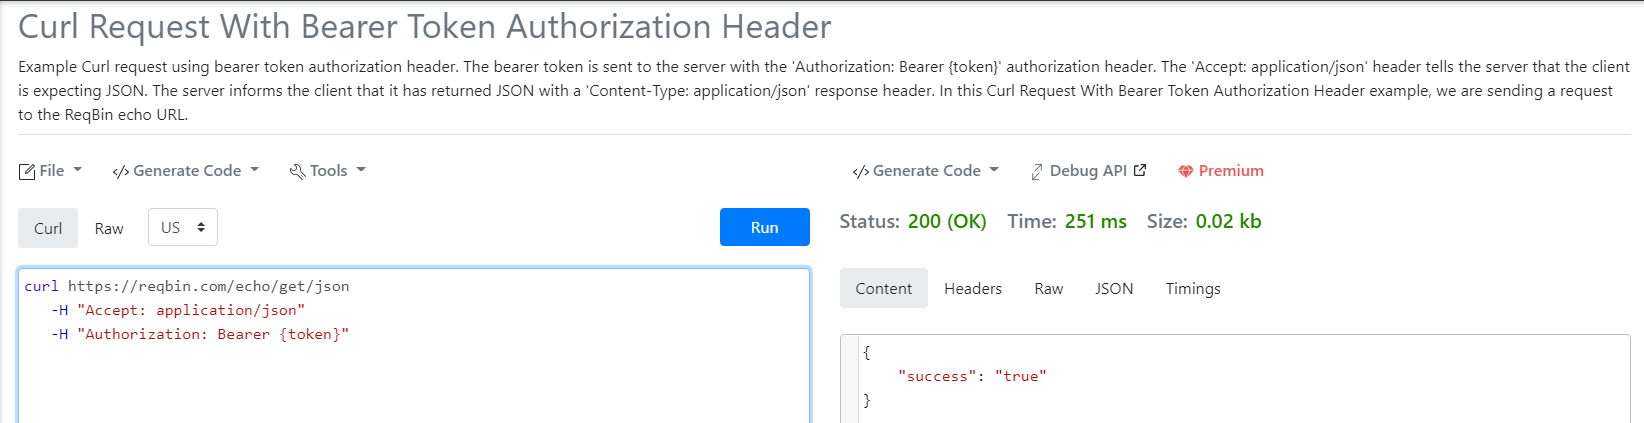 Curl Request With Bearer Token Authorization Header
Example Curl request using bearer token authorization header. The bearer token is sent to the server with the 'Authorization: Bearer {token}' authorization header. The 'Accept: application/json' header tells the server that the client
is expecting JSON. The server informs the client that it has returned JSON with a 'Content-Type: application/json' response header. In this Curl Request With Bearer Token Authorization Header example, we are sending a request
to the ReqBin echo URL.
File </> Generate Code Tools
</> Generate Code Debug API Premium
Curl Raw US Run
Status: 200 (OK) Time: 251 ms Size: 0.02 kb
curl https://reqbin.com/echo/get/json
-H "Accept: application/json"
-H "Authorization: Bearer {token}"
Content Headers Raw JSON Timings
{
"success": "true"
}